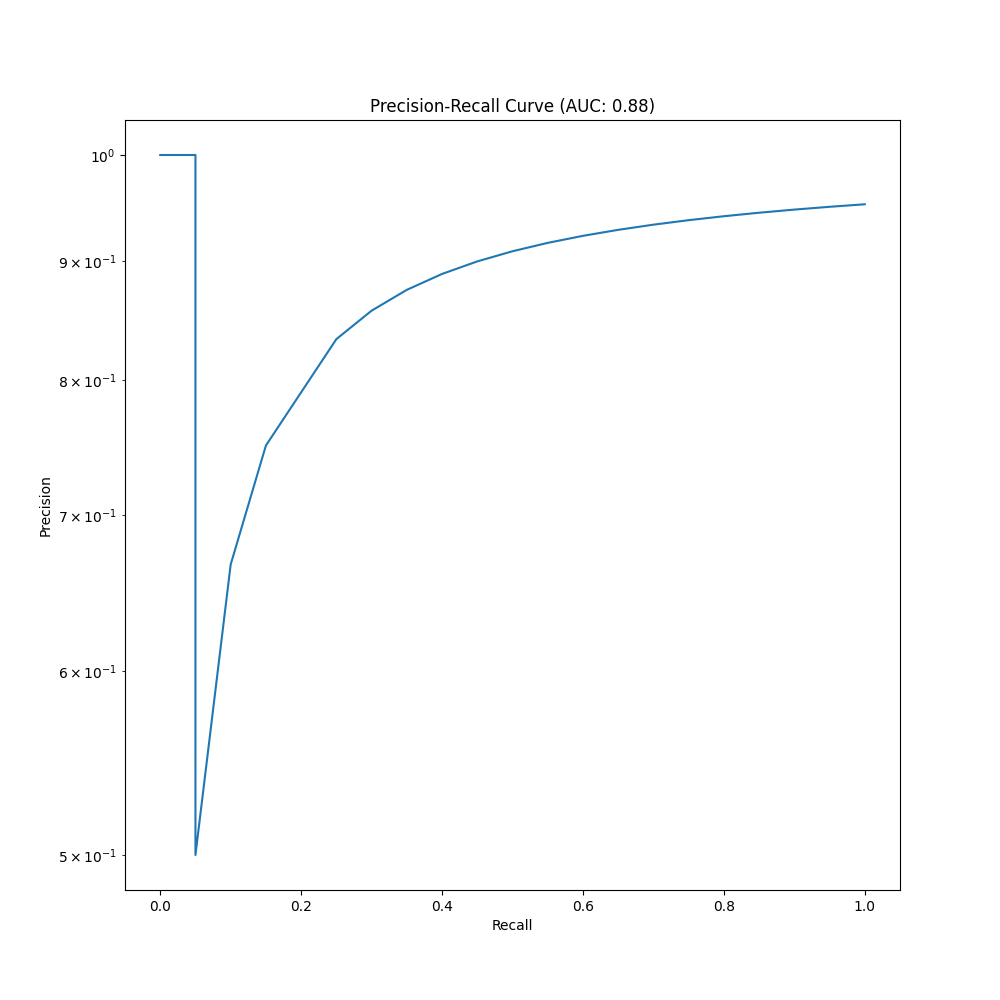 Precision-Recall Curve (AUC: 0.88)
10⁰
9 × 10⁻¹
8 × 10⁻¹
7 × 10⁻¹
6 × 10⁻¹
5 × 10⁻¹
Precision
0.0 0.2 0.4 0.6 0.8 1.0
Recall